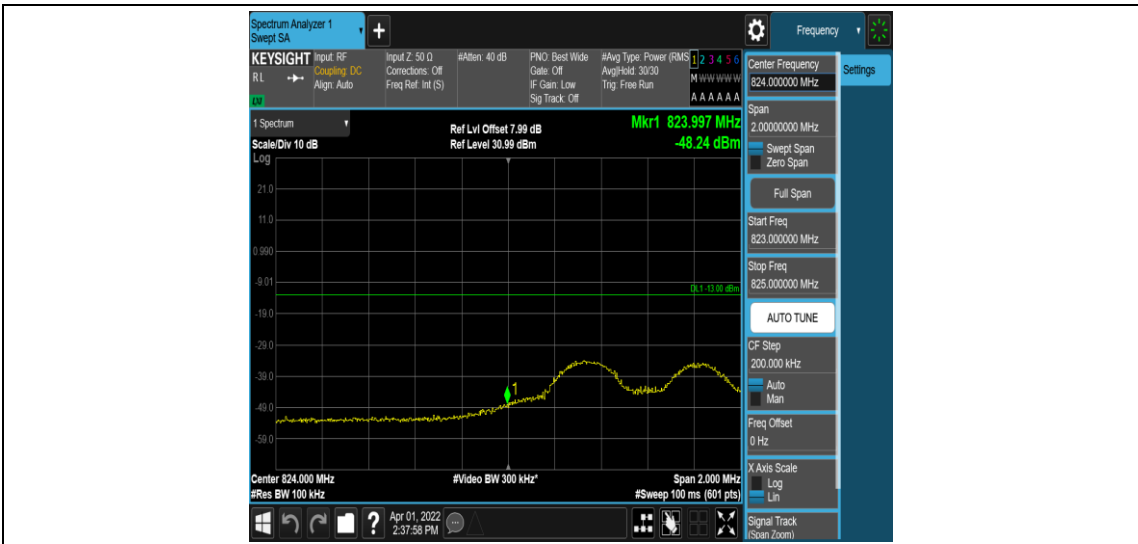 Spectrum Analyzer 1
Swept SA
+
Frequency
KEYSIGHT
RL
LXI
Input: RF
Coupling: DC
Align: Auto
Input Z: 50 Ω
Corrections: Off
Freq Ref: Int (S)
#Atten: 40 dB
PNO: Best Wide
Gate: Off
IF Gain: Low
Sig Track: Off
#Avg Type: Power (RMS
Avg|Hold: 30/30
Trig: Free Run
1 2 3 4 5 6
M W W W W W
A A A A A A
Center Frequency
824.000000 MHz
Settings
Span
2.00000000 MHz
Swept Span
Zero Span
Full Span
Start Freq
823.000000 MHz
Stop Freq
825.000000 MHz
AUTO TUNE
CF Step
200.000 kHz
Auto
Man
Freq Offset
0 Hz
X Axis Scale
Log
Lin
Signal Track
(Span Zoom)
1 Spectrum
Scale/Div 10 dB
Ref Lvl Offset 7.99 dB
Ref Level 30.99 dBm
Mkr1 823.997 MHz
-48.24 dBm
Log
21.0
11.0
0.990
-9.01
DL1 -13.00 dBm
-19.0
-29.0
-39.0
1
-49.0
-59.0
Center 824.000 MHz
#Video BW 300 kHz*
Span 2.000 MHz
#Res BW 100 kHz
#Sweep 100 ms (601 pts)
?
Apr 01, 2022
2:37:58 PM